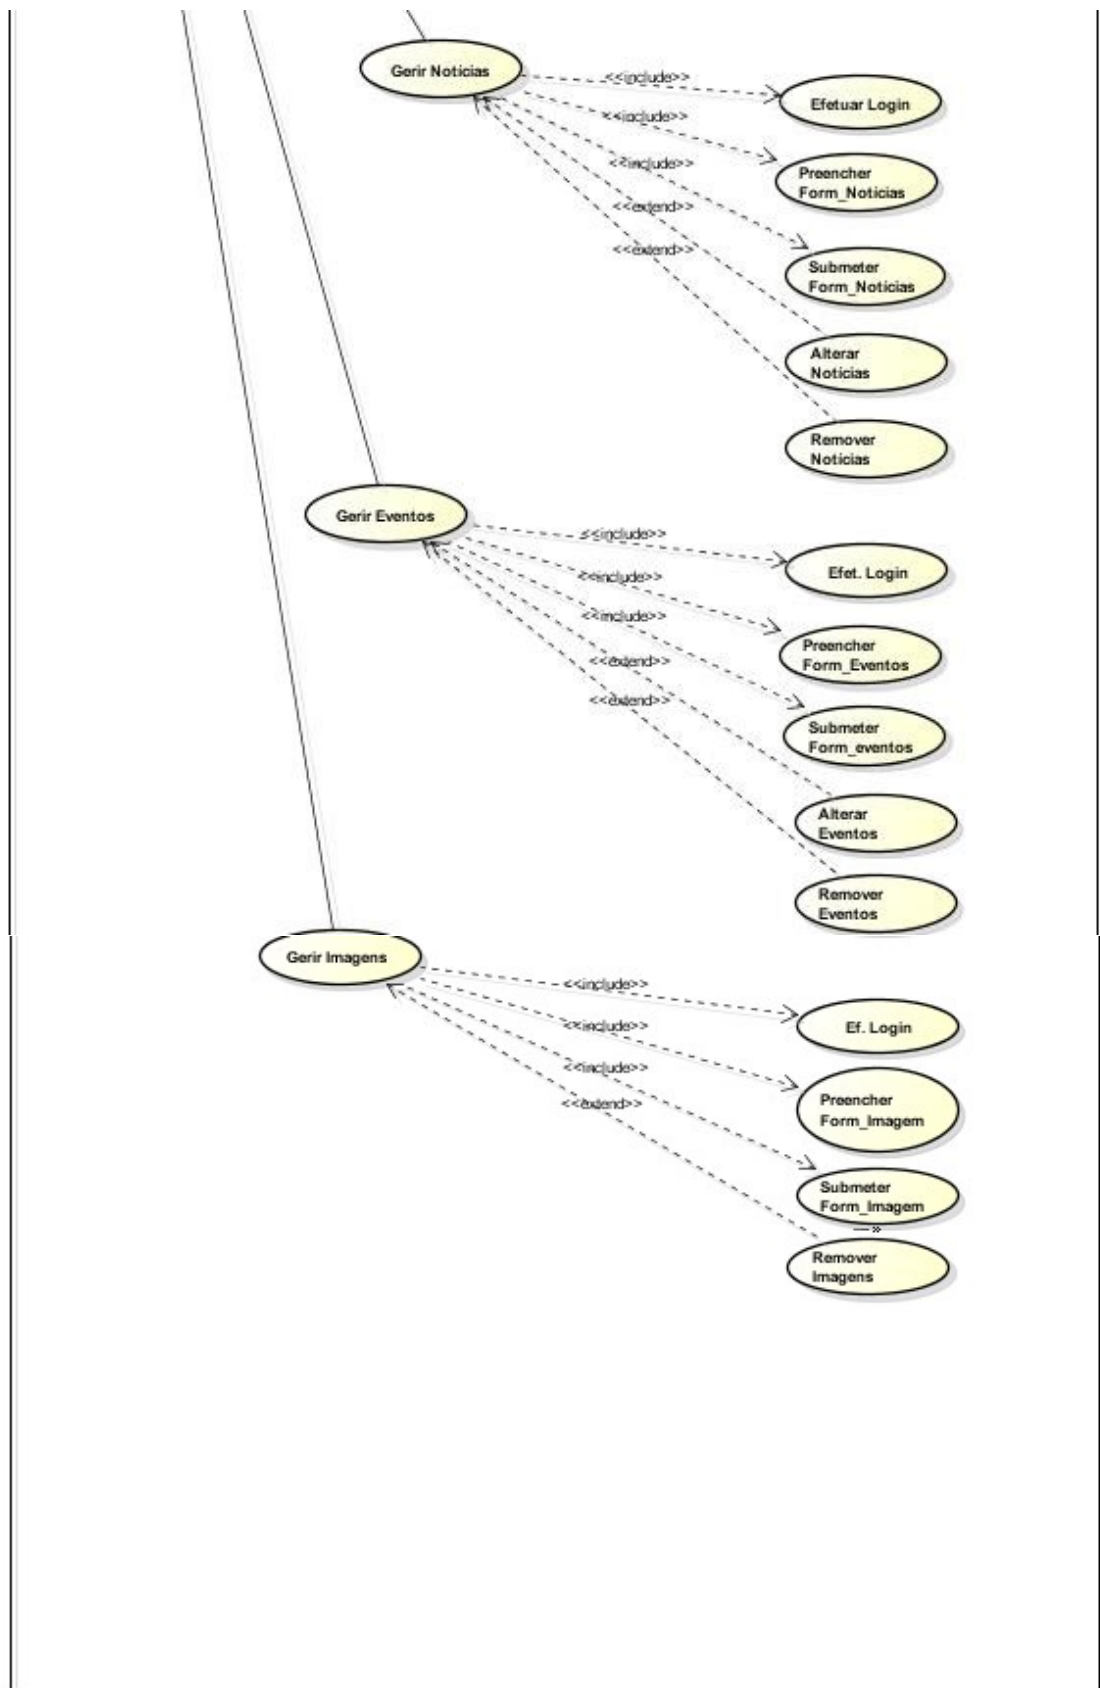 Gerir Noticias
<<include>>
Efetuar Login
<<include>>
Preencher
Form_Noticias
<<include>>
<<extend>>
Submeter
Form_Noticias
<<extend>>
Alterar
Noticias
Remover
Noticias
Gerir Eventos
<<include>>
Efet. Login
<<include>>
<<include>>
Preencher
Form_Eventos
<<extend>>
<<extend>>
Submeter
Form_eventos
Alterar
Eventos
Remover
Eventos
Gerir Imagens
<<include>>
Ef. Login
<<include>>
<<include>>
Preencher
Form_Imagem
<<extend>>
Submeter
Form_Imagem
Remover
Imagens